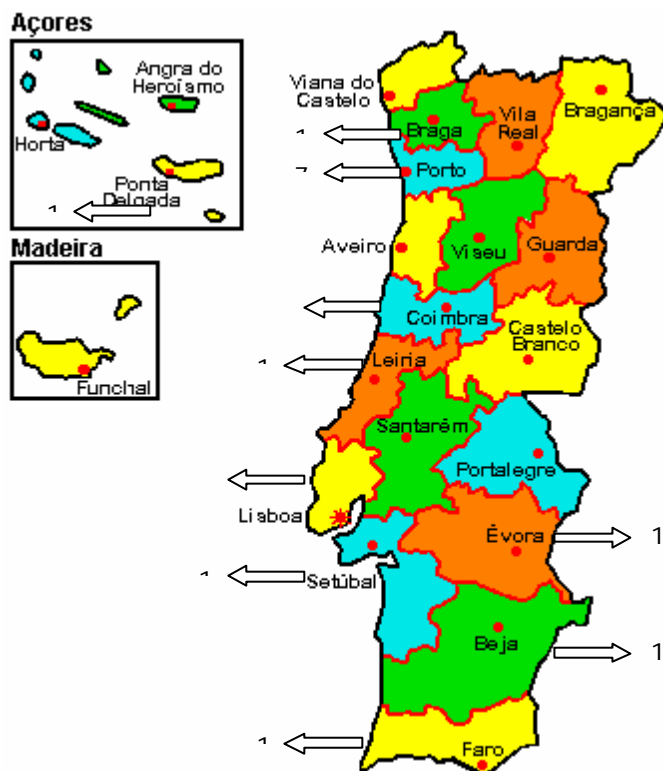 Açores
Angra do
Heroísmo
Horta
Ponta
Delgada
Madeira
Funchal
Viana do
Castelo
Braga
Vila
Real
Bragança
Porto
Aveiro
Viseu
Guarda
Coimbra
Castelo
Branco
Leiria
Santarém
Portalegre
Lisboa
Évora
1
Setúbal
Beja
1
Faro